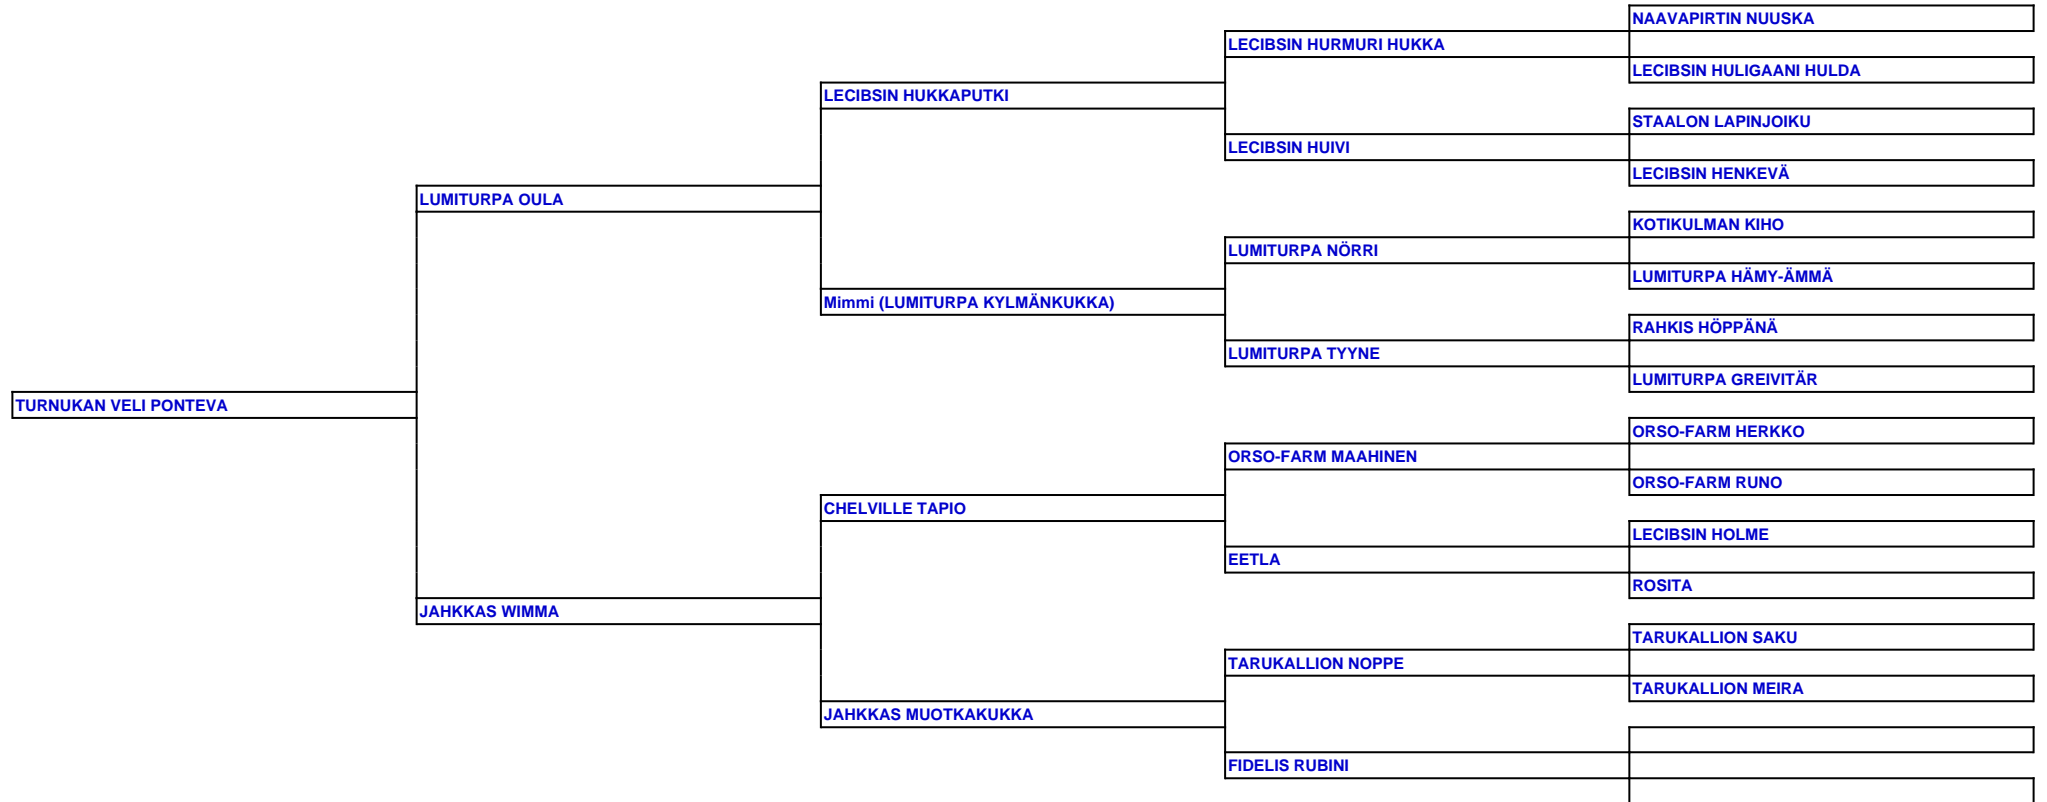 NAAVAPIRTIN NUUSKA
LECIBSIN HURMURI HUKKA
LECIBSIN HULIGAANI HULDA
LECIBSIN HUKKAPUTKI
STAALON LAPINJOIKU
LECIBSIN HUIVI
LECIBSIN HENKEVÄ
LUMITURPA OULA
KOTIKULMAN KIHO
LUMITURPA NÖRRI
LUMITURPA HÄMY-ÄMMÄ
Mimmi (LUMITURPA KYLMÄNKUKKA)
RAHKIS HÖPPÄNÄ
LUMITURPA TYYNE
LUMITURPA GREIVITÄR
TURNUKAN VELI PONTEVA
ORSO-FARM HERKKO
ORSO-FARM MAAHINEN
ORSO-FARM RUNO
CHELVILLE TAPIO
LECIBSIN HOLME
EETLA
ROSITA
JAHKKAS WIMMA
TARUKALLION SAKU
TARUKALLION NOPPE
TARUKALLION MEIRA
JAHKKAS MUOTKAKUKKA
FIDELIS RUBINI